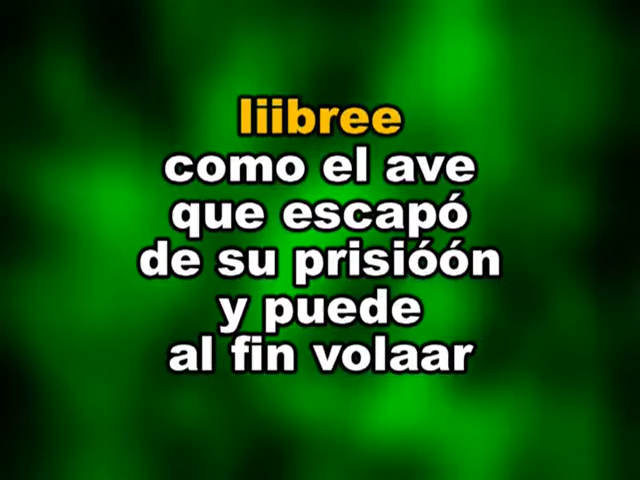 liibree
como el ave
que escapó
de su prisióón
y puede
al fin volaar